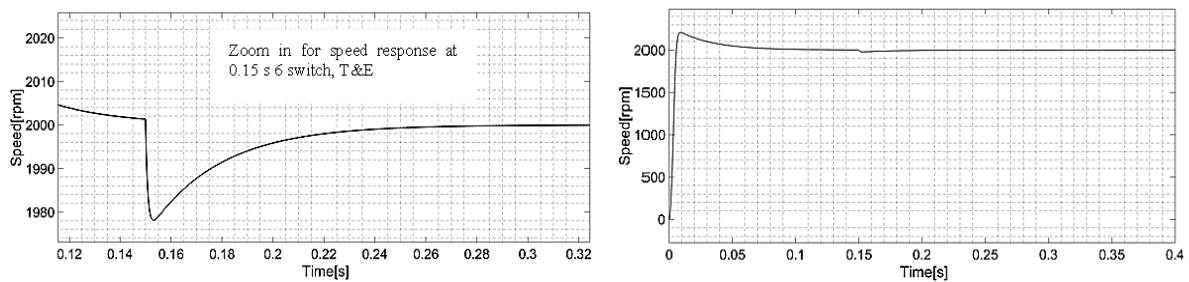 Zoom in for speed response at
0.15 s 6 switch, T&E
Speed[rpm]
2020
2010
2000
1990
1980
0.12 0.14 0.16 0.18 0.2 0.22 0.24 0.26 0.28 0.3 0.32
Time[s]
Speed[rpm]
2000
1500
1000
500
0
0 0.05 0.1 0.15 0.2 0.25 0.3 0.35 0.4
Time[s]